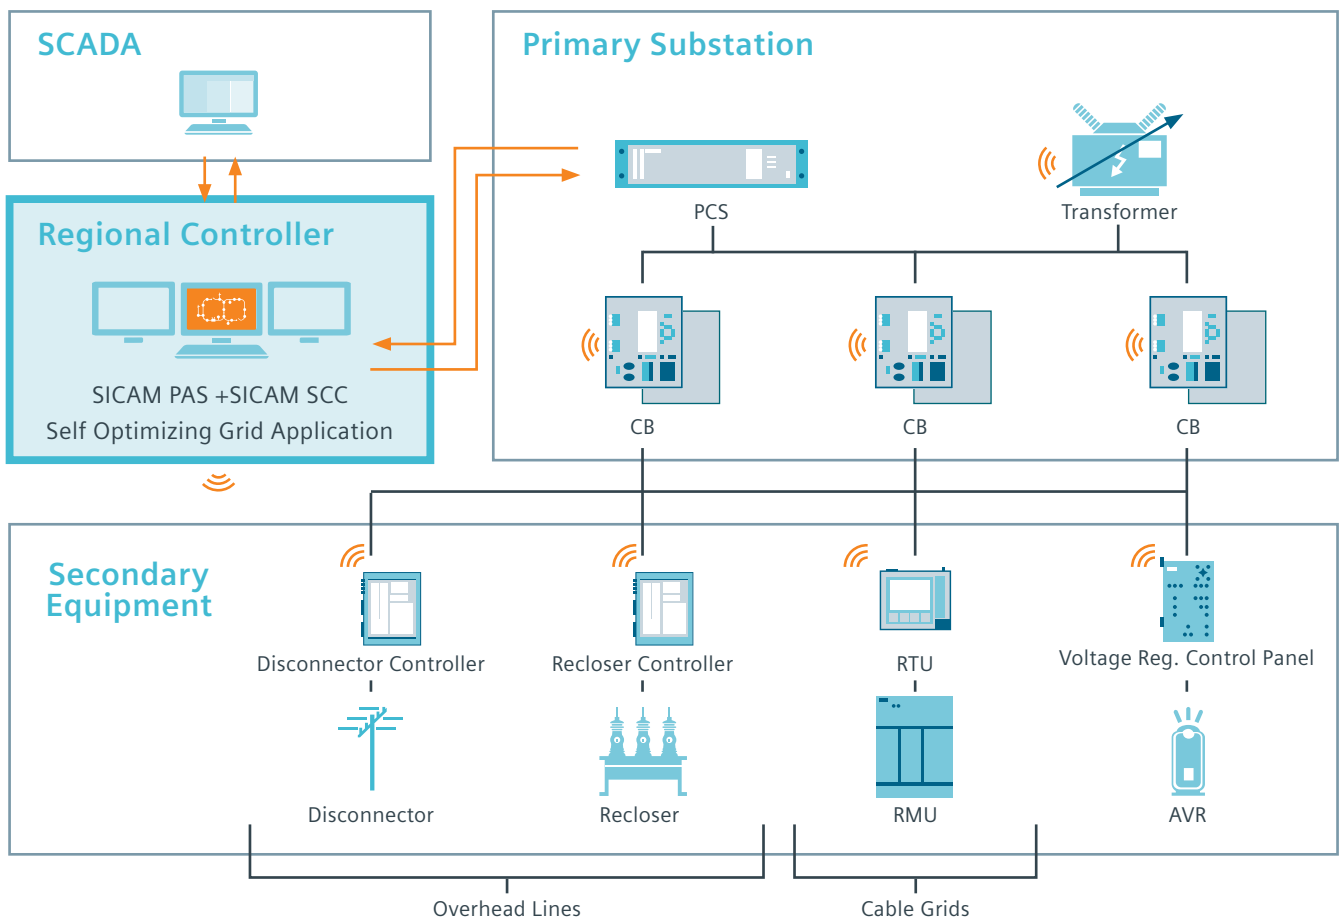 SCADA
Primary Substation
PCS
Transformer
Regional Controller
SICAM PAS +SICAM SCC
Self Optimizing Grid Application
CB
CB
CB
Secondary
Equipment
Disconnector Controller
Recloser Controller
RTU
Voltage Reg. Control Panel
Disconnector
Recloser
RMU
AVR
Overhead Lines
Cable Grids